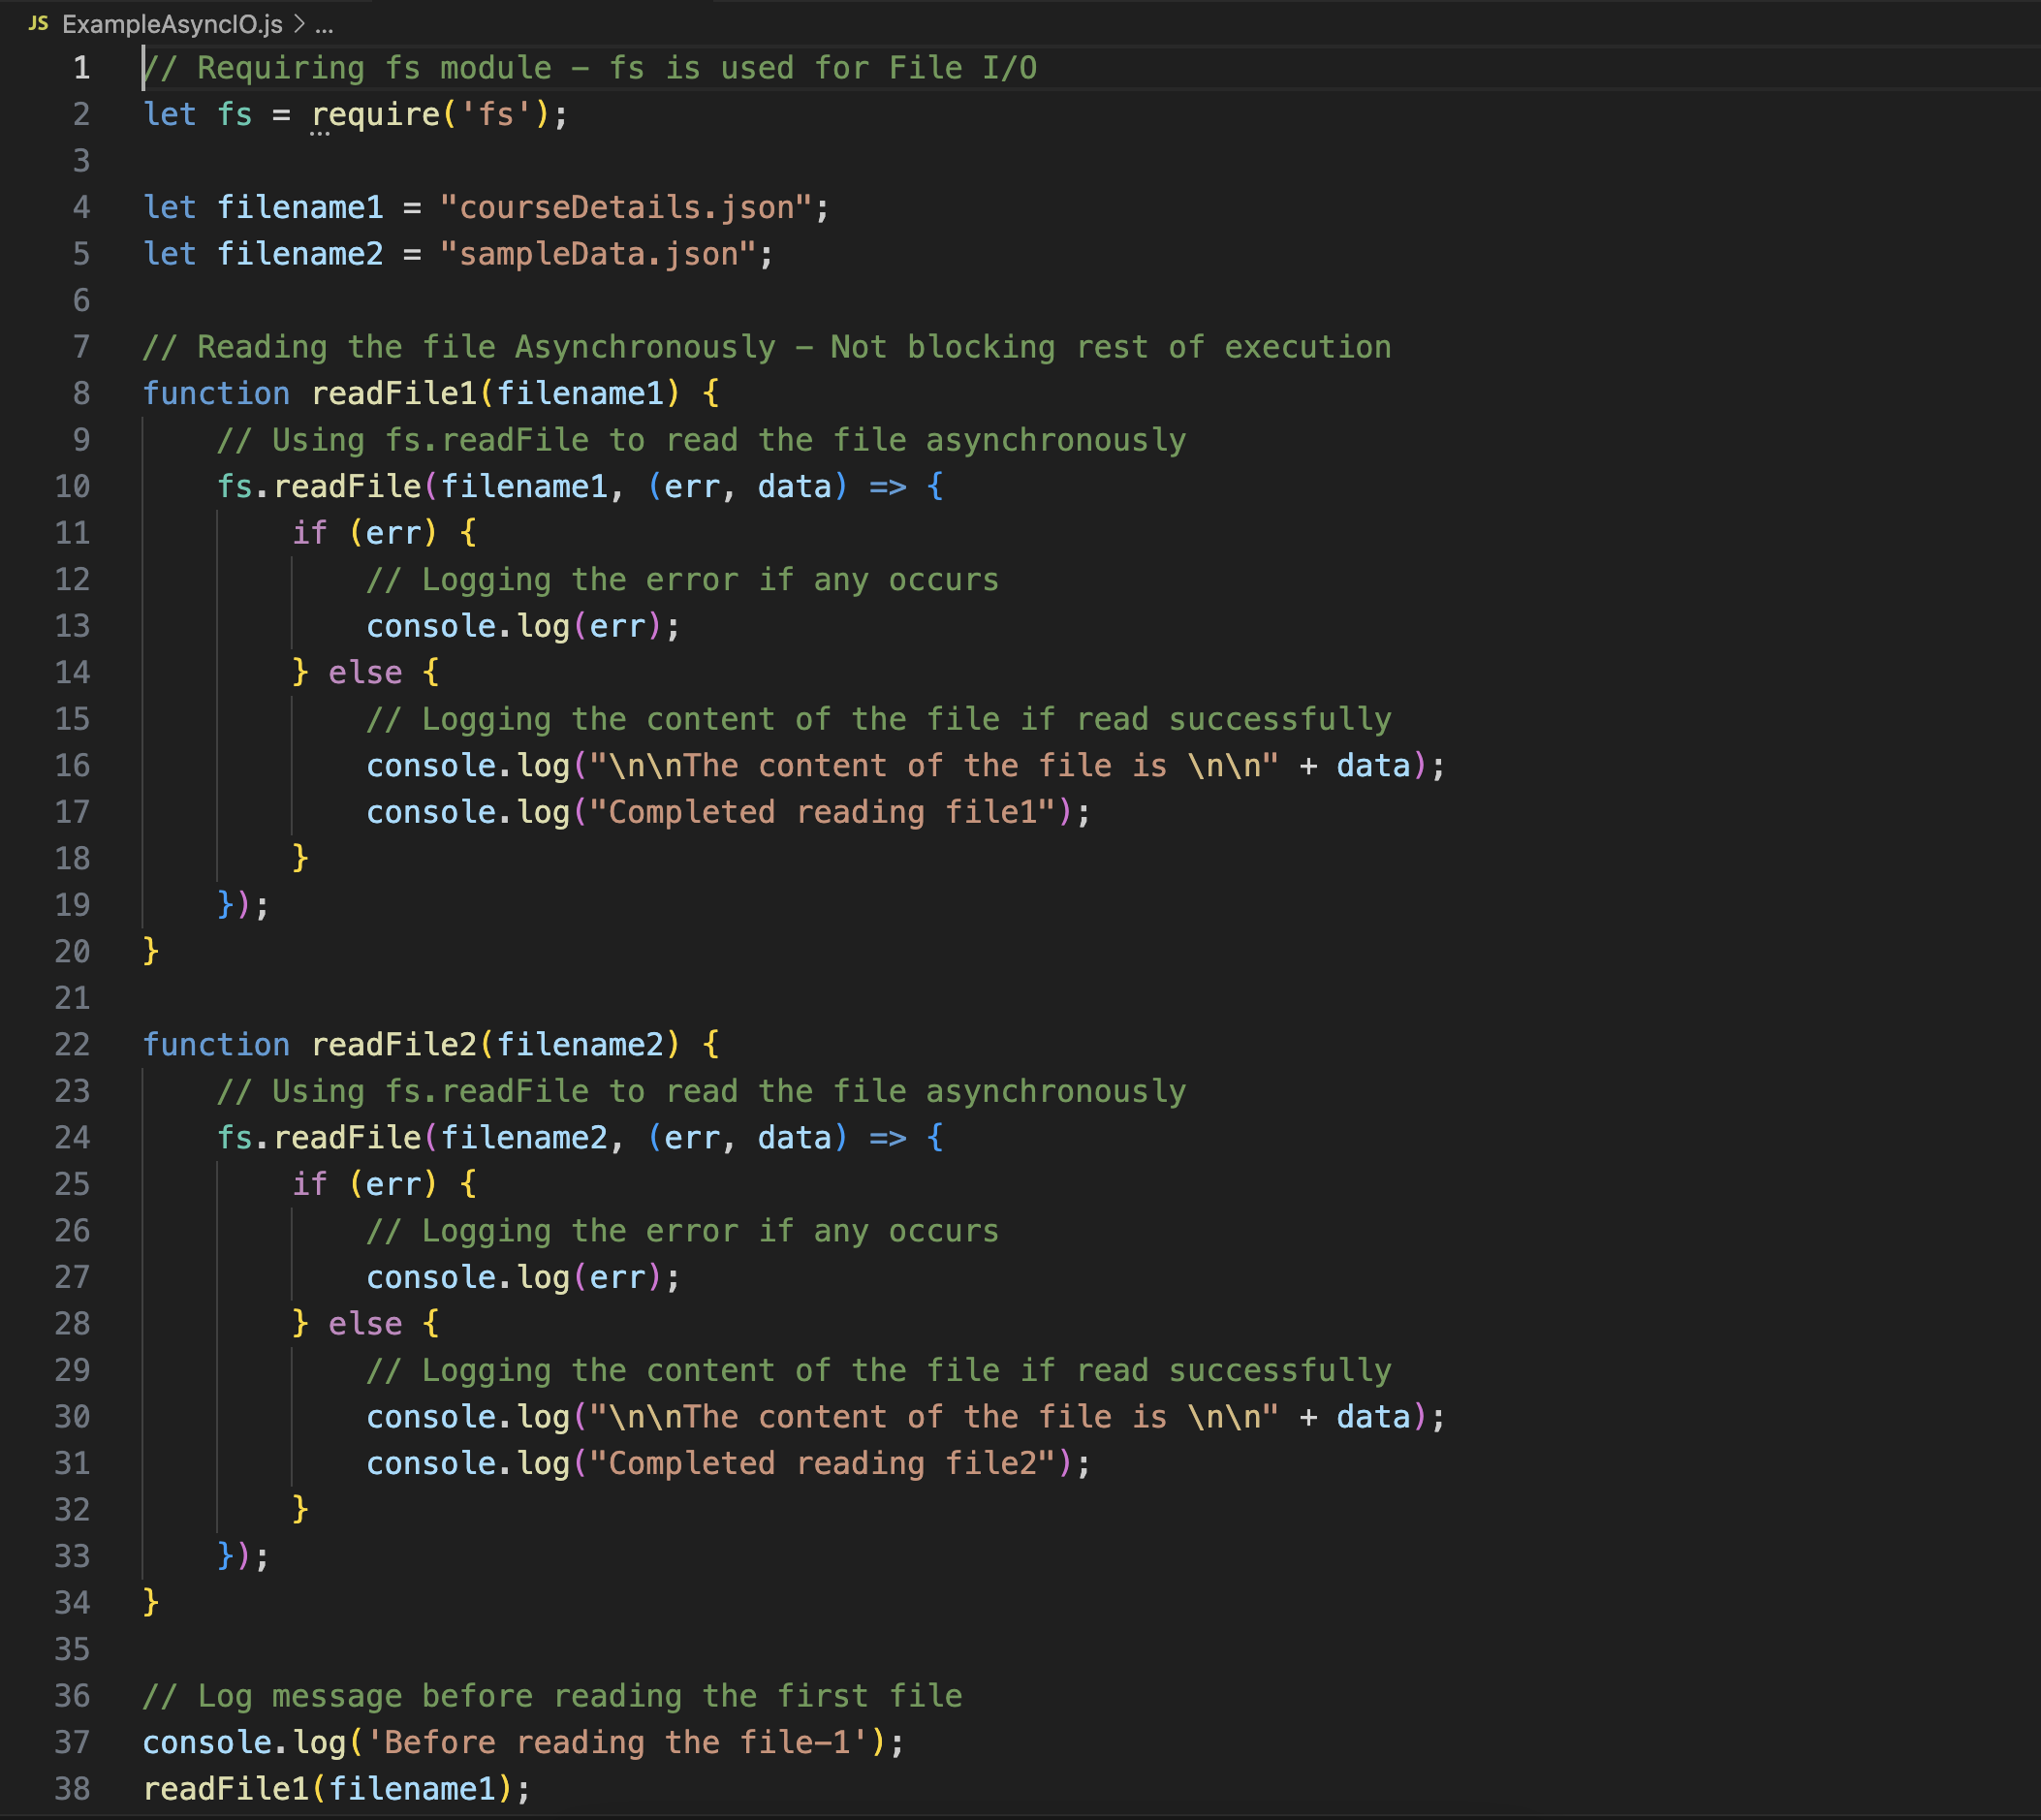 JS ExampleAsyncIO.js > ...
1 // Requiring fs module – fs is used for File I/O
2 let fs = require('fs');
3
4 let filename1 = "courseDetails.json";
5 let filename2 = "sampleData.json";
6
7 // Reading the file Asynchronously – Not blocking rest of execution
8 function readFile1(filename1) {
9     // Using fs.readFile to read the file asynchronously
10     fs.readFile(filename1, (err, data) => {
11         if (err) {
12             // Logging the error if any occurs
13             console.log(err);
14         } else {
15             // Logging the content of the file if read successfully
16             console.log("\n\nThe content of the file is \n\n" + data);
17             console.log("Completed reading file1");
18         }
19     });
20 }
21
22 function readFile2(filename2) {
23     // Using fs.readFile to read the file asynchronously
24     fs.readFile(filename2, (err, data) => {
25         if (err) {
26             // Logging the error if any occurs
27             console.log(err);
28         } else {
29             // Logging the content of the file if read successfully
30             console.log("\n\nThe content of the file is \n\n" + data);
31             console.log("Completed reading file2");
32         }
33     });
34 }
35
36 // Log message before reading the first file
37 console.log('Before reading the file-1');
38 readFile1(filename1);